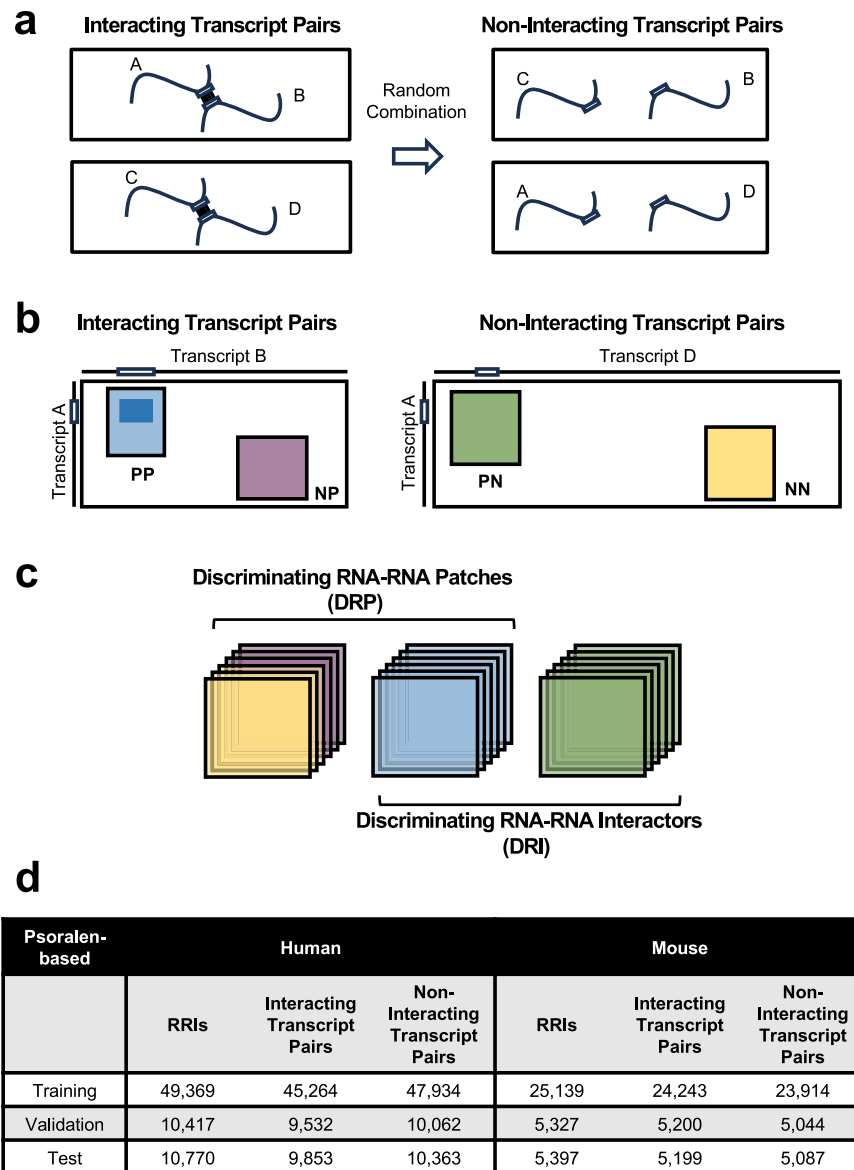 a
Interacting Transcript Pairs
Non-Interacting Transcript Pairs
A
B
Random
Combination
C
B
C
D
A
D
b
Interacting Transcript Pairs
Non-Interacting Transcript Pairs
Transcript B
Transcript D
Transcript A
Transcript A
PP
NP
PN
NN
c
Discriminating RNA-RNA Patches
(DRP)
Discriminating RNA-RNA Interactors
(DRI)
d
Psoralen-based Human Mouse
RRIs Interacting Transcript Pairs Non-Interacting Transcript Pairs RRIs Interacting Transcript Pairs Non-Interacting Transcript Pairs
Training 49,369 45,264 47,934 25,139 24,243 23,914
Validation 10,417 9,532 10,062 5,327 5,200 5,044
Test 10,770 9,853 10,363 5,397 5,199 5,087